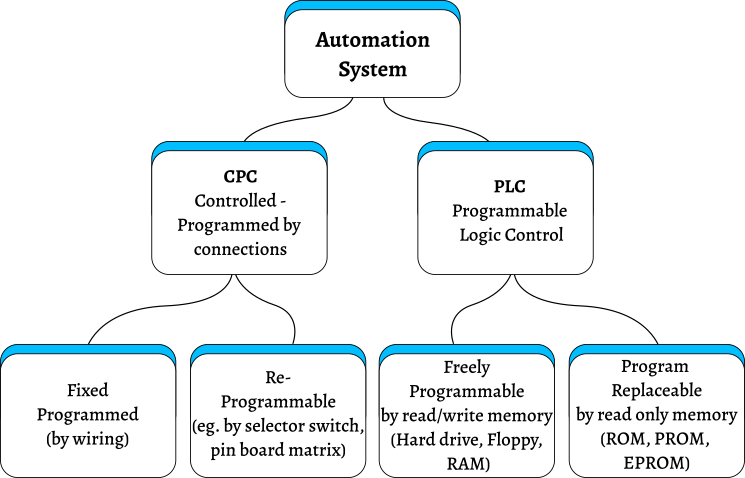 Automation
System
CPC
Controlled -
Programmed by
connections
PLC
Programmable
Logic Control
Fixed
Programmed
(by wiring)
Re-
Programmable
(eg. by selector switch,
pin board matrix)
Freely
Programmable
by read/write memory
(Hard drive, Floppy,
RAM)
Program
Replaceable
by read only memory
(ROM, PROM,
EPROM)